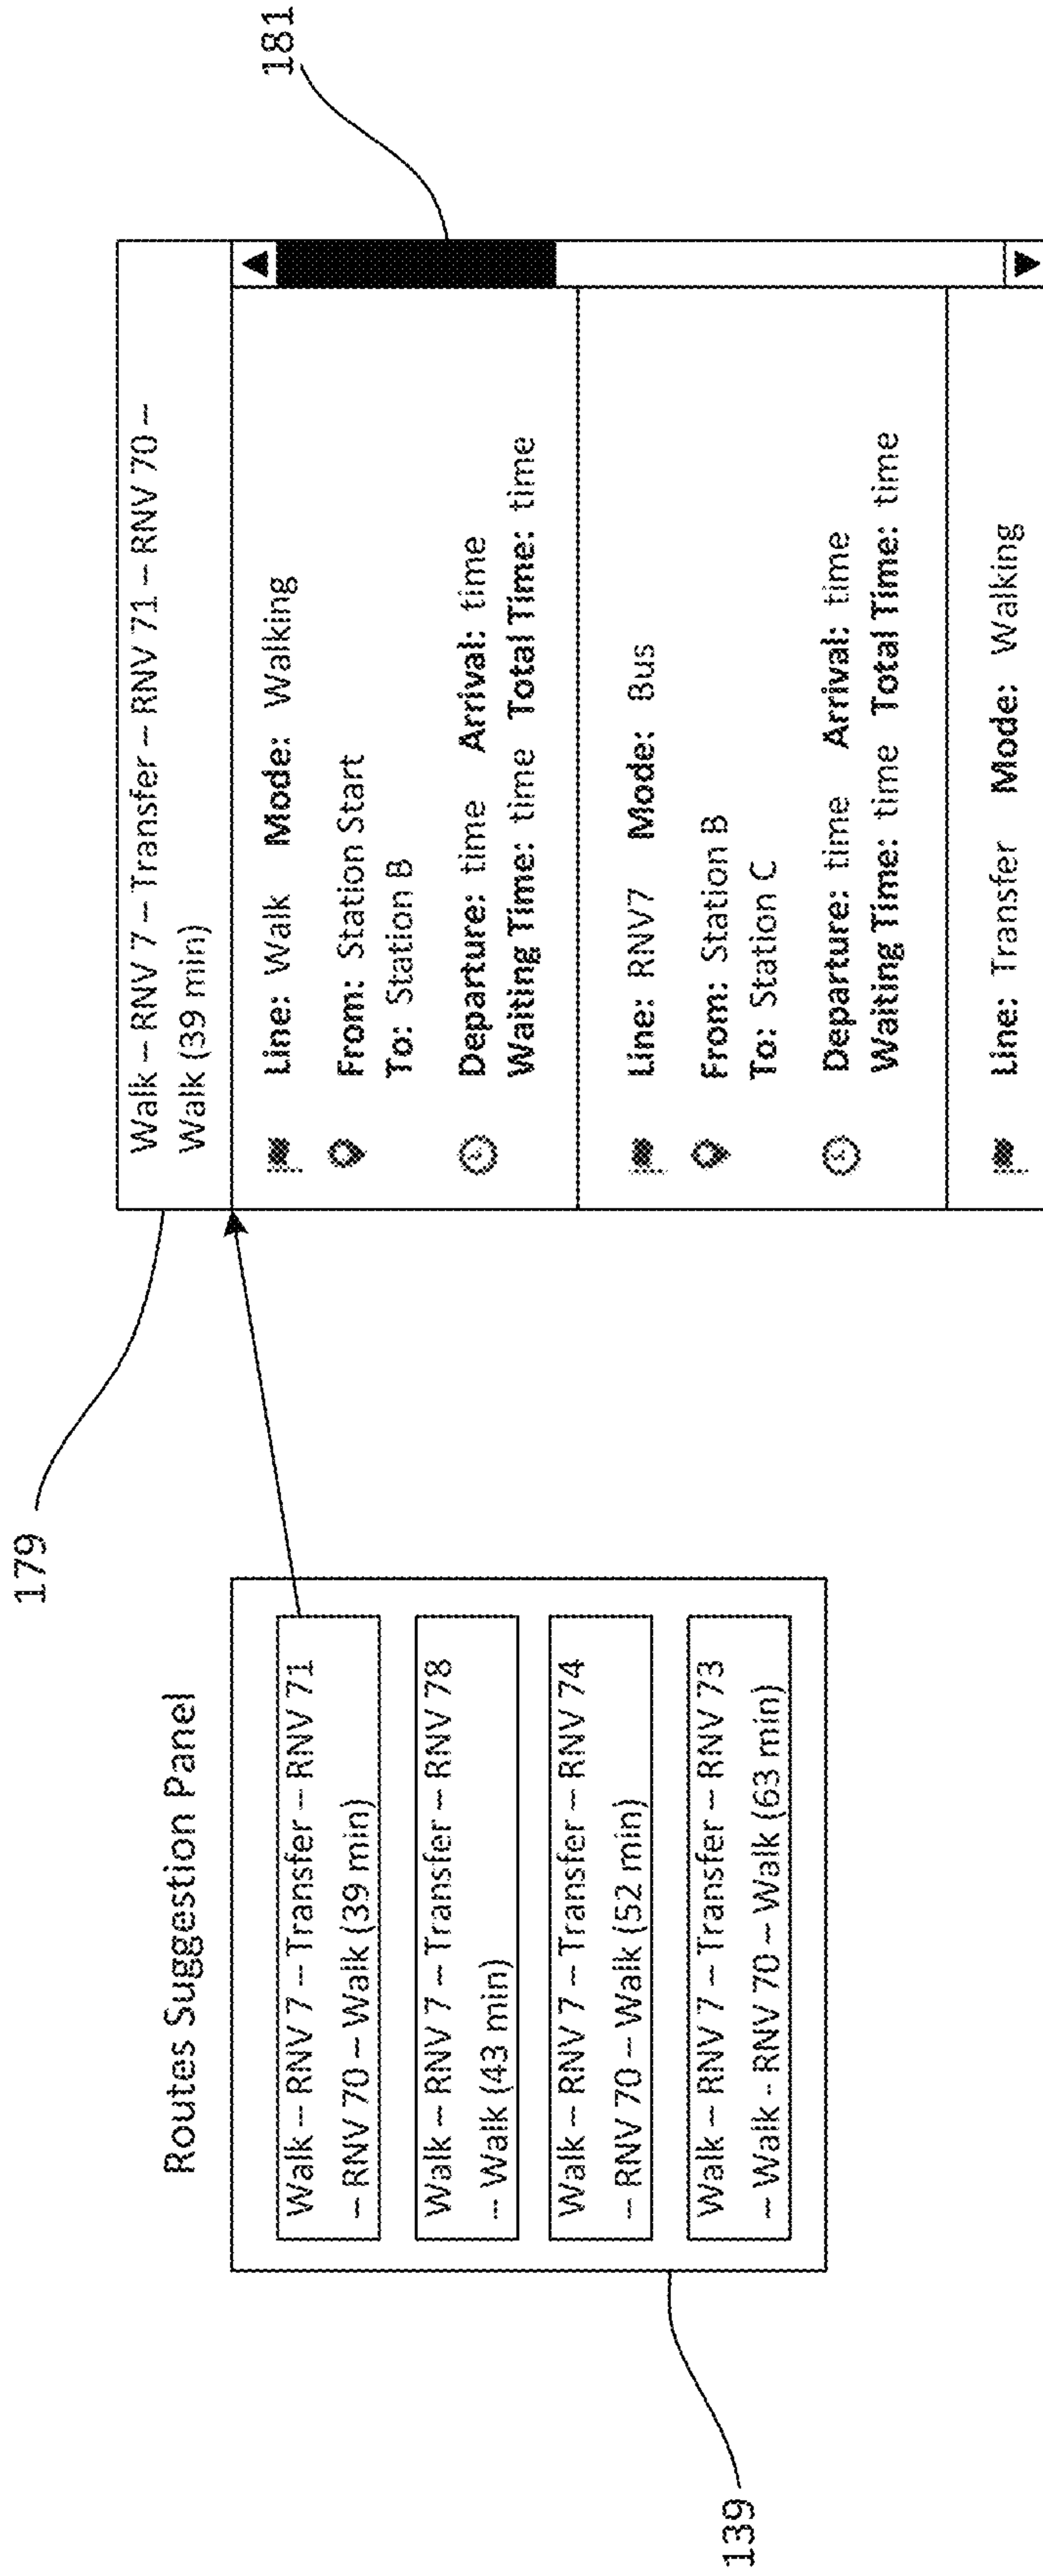 139
Routes Suggestion Panel
Walk – RNV 7 – Transfer – RNV 71
– RNV 70 – Walk (39 min)
Walk – RNV 7 – Transfer – RNV 78
– Walk (43 min)
Walk – RNV 7 – Transfer – RNV 74
– RNV 70 – Walk (52 min)
Walk – RNV 7 – Transfer – RNV 73
– Walk – RNV 70 – Walk (63 min)
179
Walk – RNV 7 – Transfer – RNV 71 – RNV 70 –
Walk (39 min)
Line: Walk Mode: Walking
From: Station Start
To: Station B
Departure: time Arrival: time
Waiting Time: time Total Time: time
Line: RNV7 Mode: Bus
From: Station B
To: Station C
Departure: time Arrival: time
Waiting Time: time Total Time: time
Line: Transfer Mode: Walking
181